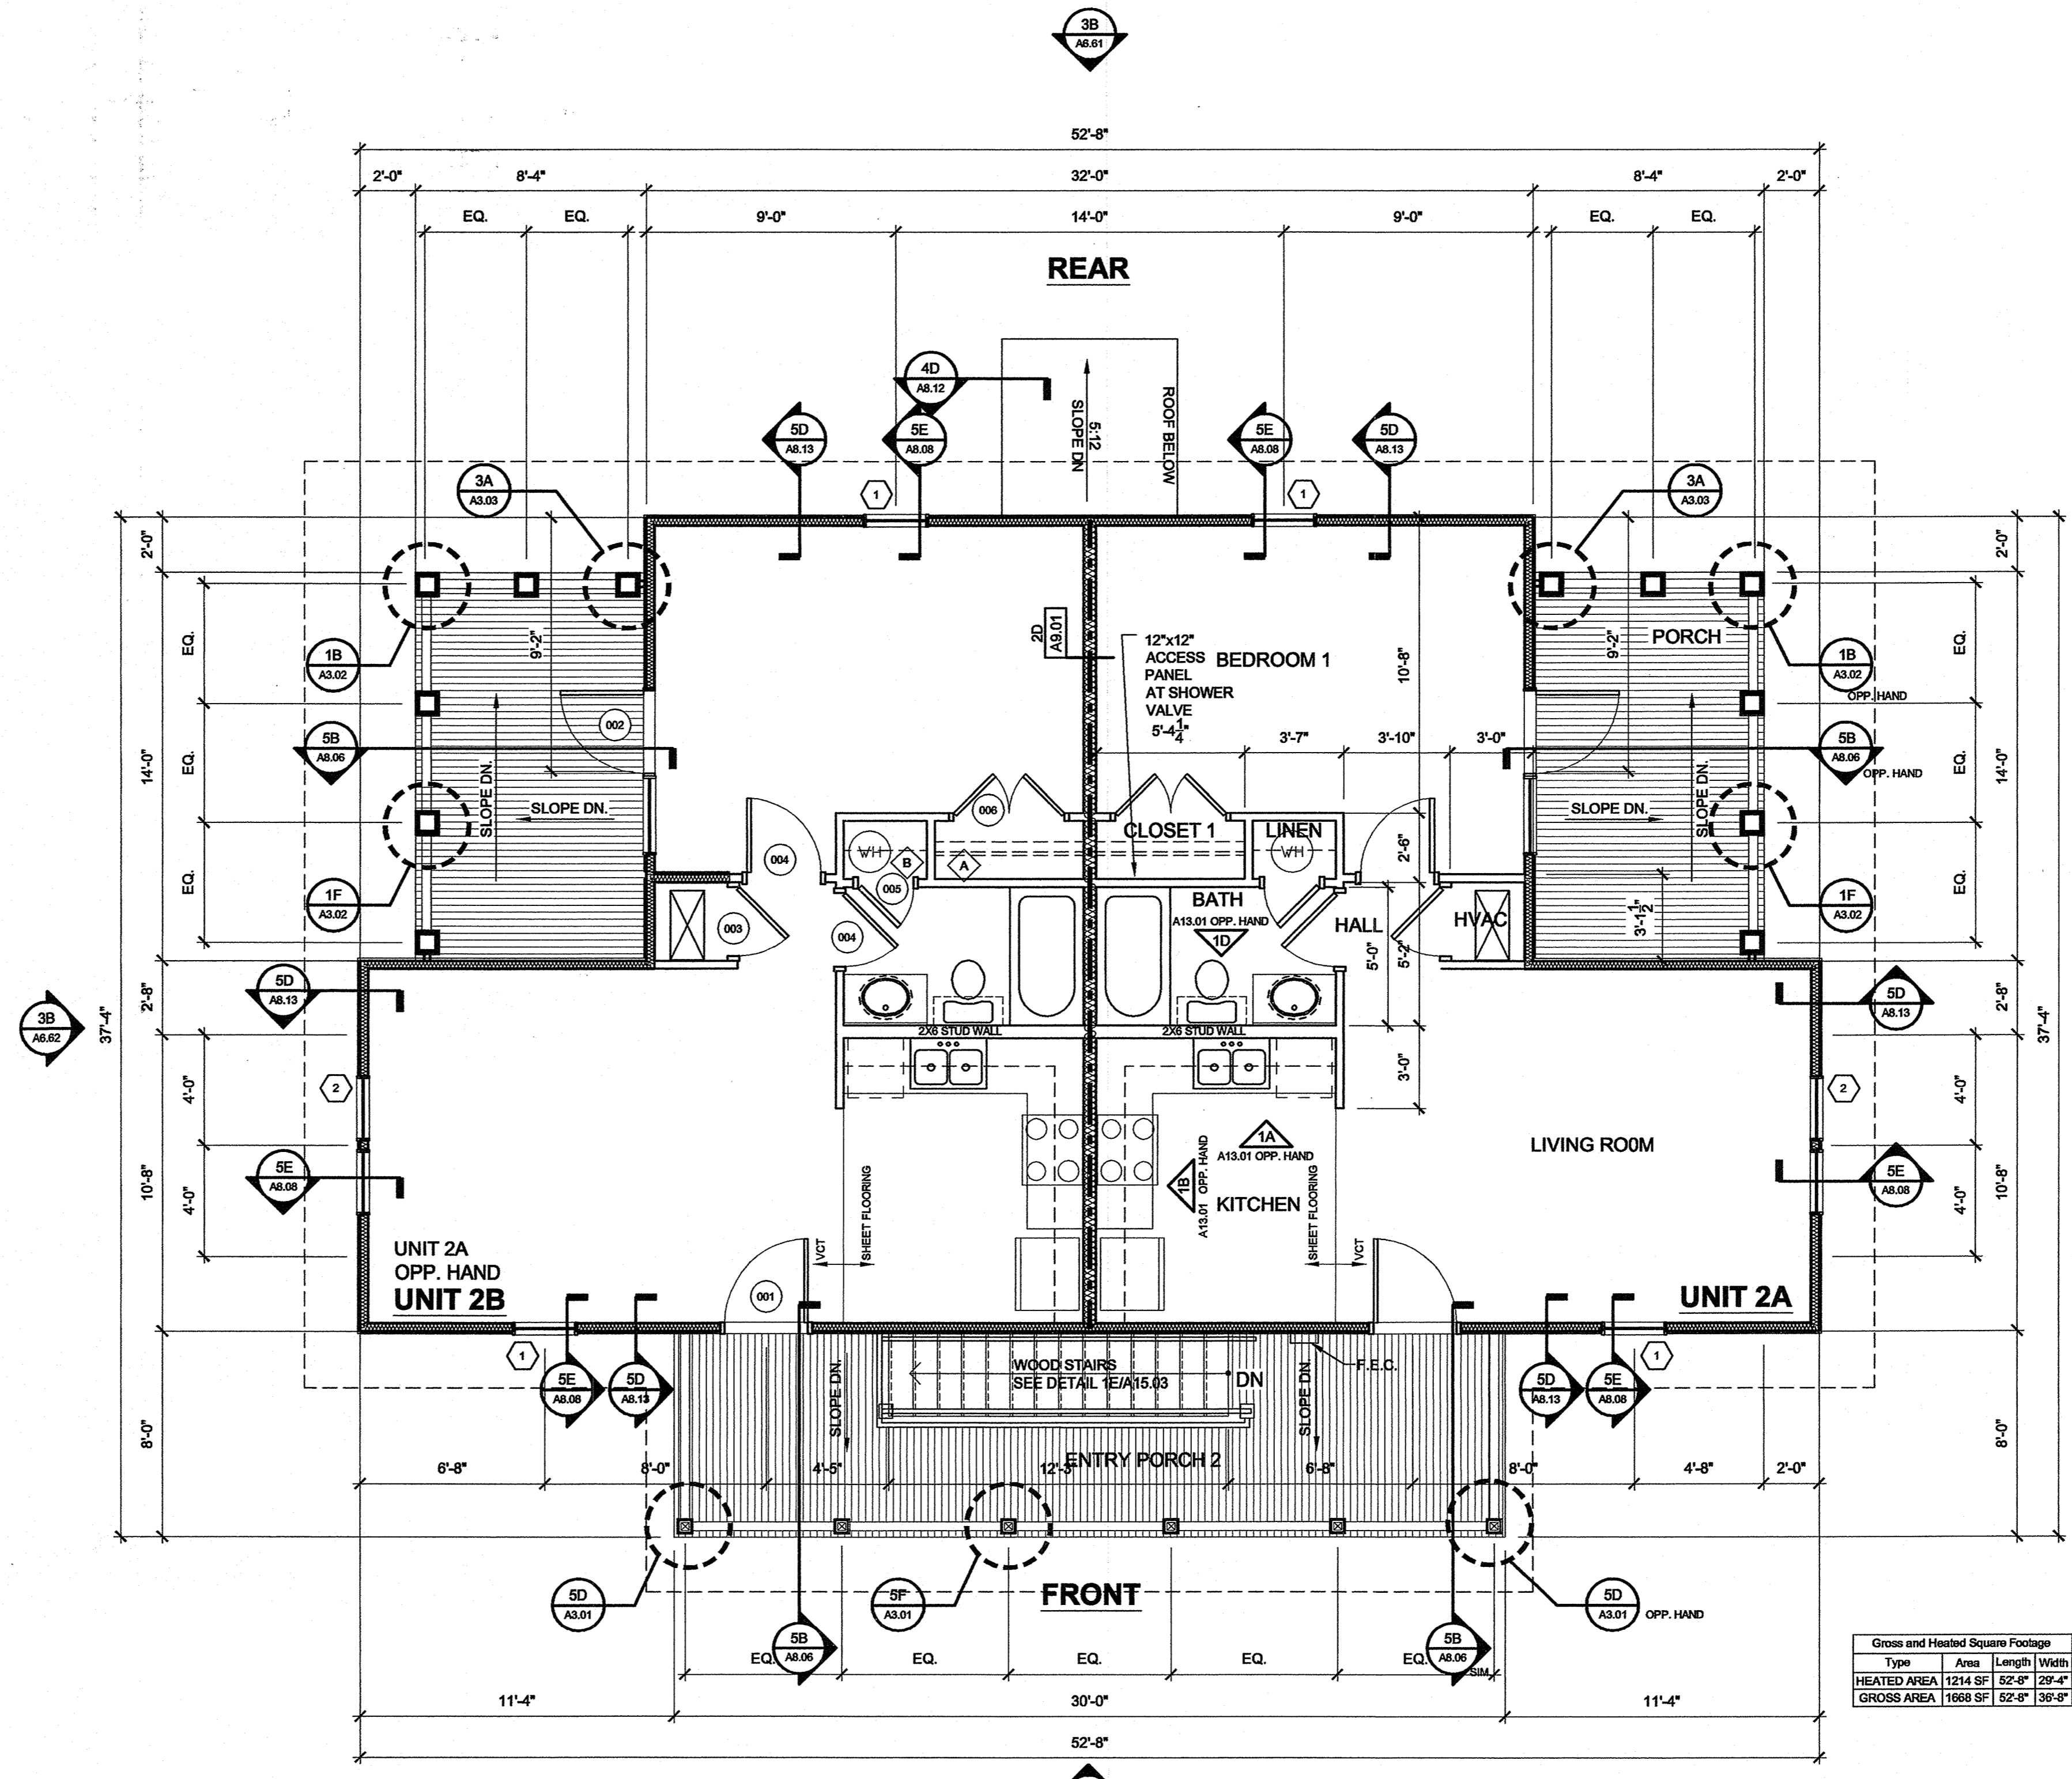 3B
A6.61
52'-8"
2'-0" 8'-4" 32'-0" 8'-4" 2'-0"
EQ. EQ. 9'-0" 14'-0" 9'-0" EQ. EQ.
REAR
4D
A8.12
5:12
SLOPE DN
ROOF BELOW
5D
A8.13
5E
A8.08
5E
A8.08
5D
A8.13
3A
A3.03
1
1
3A
A3.03
2'-0"
2'-0"
EQ.
9'-2"
2D
A9.01
12"x12"
ACCESS
PANEL
AT SHOWER
VALVE
5'-4 1/4"
BEDROOM 1
10'-8"
9'-2"
PORCH
EQ.
1B
A3.02
1B
A3.02
OPP. HAND
002
5B
A8.06
3'-7" 3'-10" 3'-0"
5B
A8.06
OPP. HAND
14'-0"
EQ.
EQ.
14'-0"
SLOPE DN.
SLOPE DN.
006
SLOPE DN.
SLOPE DN.
004
WH
B
A
CLOSET 1
LINEN
WH
2'-6"
EQ.
EQ.
1F
A3.02
005
BATH
A13.01 OPP. HAND
1D
HALL
HVAC
3'-1 1/2"
1F
A3.02
003
004
5'-0"
5'-2"
5D
A8.13
5D
A8.13
2'-8"
2'-8"
3B
A6.62
37'-4"
37'-4"
2X6 STUD WALL
2X6 STUD WALL
3'-0"
2
2
4'-0"
4'-0"
1A
A13.01 OPP. HAND
LIVING ROOM
5E
A8.08
1B
A13.01 OPP. HAND
KITCHEN
5E
A8.08
10'-8"
4'-0"
4'-0"
10'-8"
SHEET FLOORING
SHEET FLOORING
VCT
VCT
UNIT 2A
OPP. HAND
UNIT 2B
001
UNIT 2A
1
WOOD STAIRS
SEE DETAIL 1E/A15.03
DN
F.E.C.
1
5E
A8.08
5D
A8.13
SLOPE DN.
SLOPE DN.
5D
A8.13
5E
A8.08
8'-0"
8'-0"
ENTRY PORCH 2
6'-8" 8'-0" 4'-5" 12'-3" 6'-8" 8'-0" 4'-8" 2'-0"
5D
A3.01
5F
A3.01
FRONT
5D
A3.01
OPP. HAND
5B
A8.06
5B
A8.06
SIM.
EQ. EQ. EQ. EQ. EQ.
11'-4" 30'-0" 11'-4"
52'-8"
Gross and Heated Square Footage
Type Area Length Width
HEATED AREA 1214 SF 52'-8" 29'-4"
GROSS AREA 1668 SF 52'-8" 36'-8"